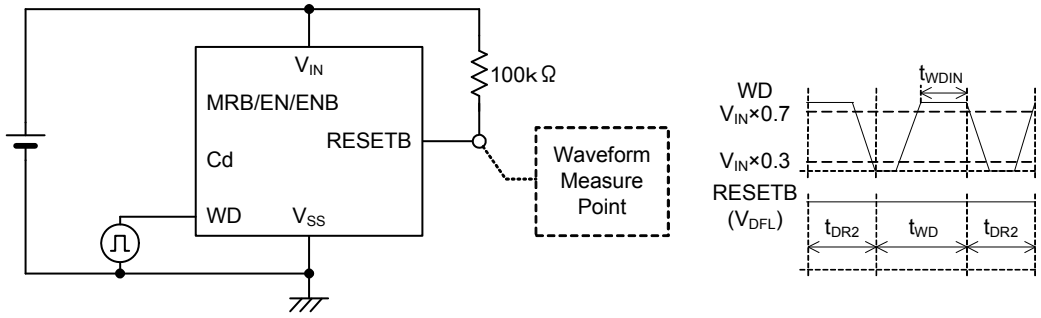 V_IN
MRB/EN/ENB
RESETB
Cd
WD
V_SS
100kΩ
Waveform
Measure
Point
t_WDIN
WD
V_IN×0.7
V_IN×0.3
RESETB
(V_DFL)
t_DR2
t_WD
t_DR2